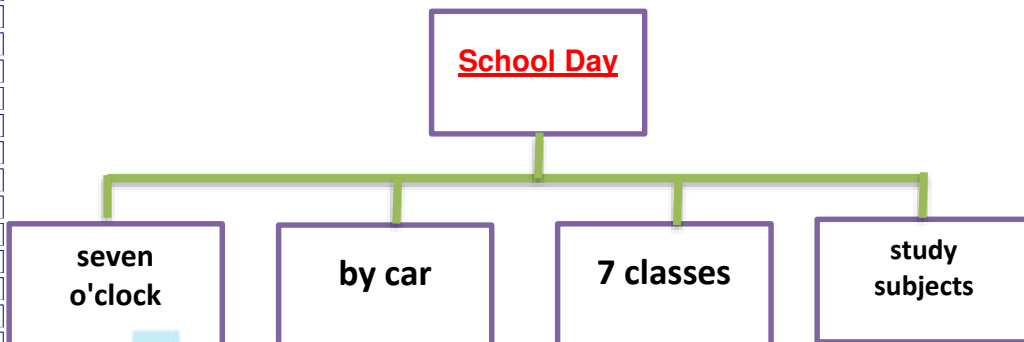 School Day
seven
o'clock
by car
7 classes
study
subjects